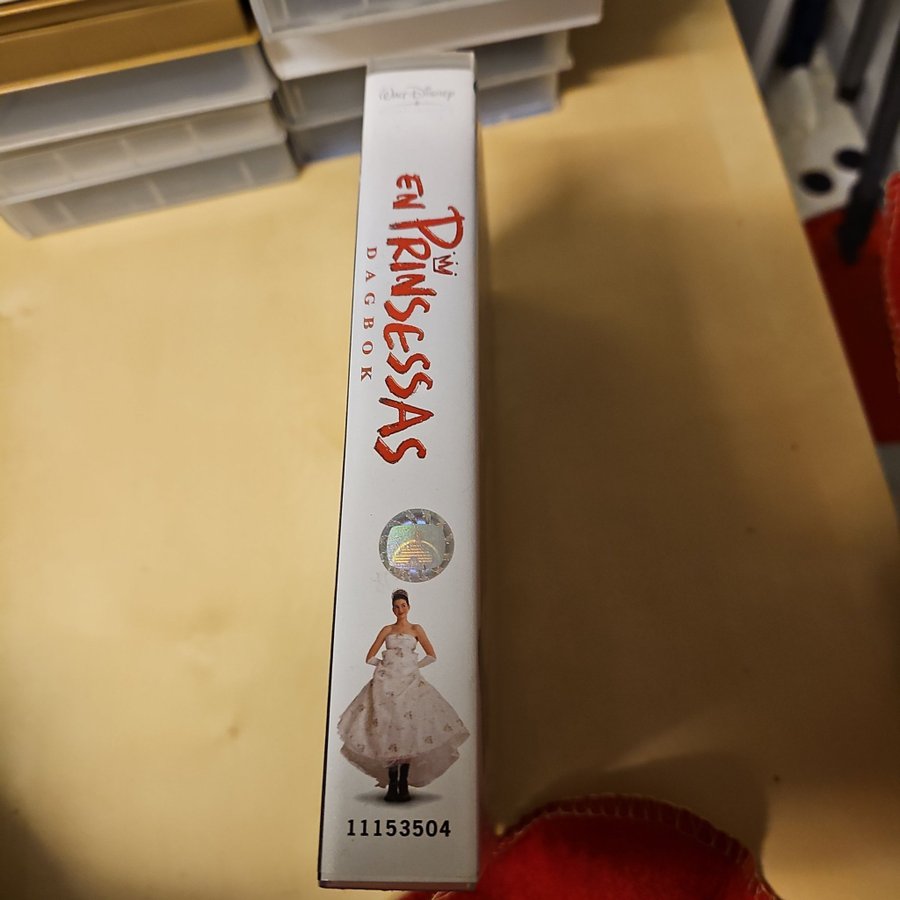 Walt Disney
EN PRINSESSAS
DAGBOK
11153504